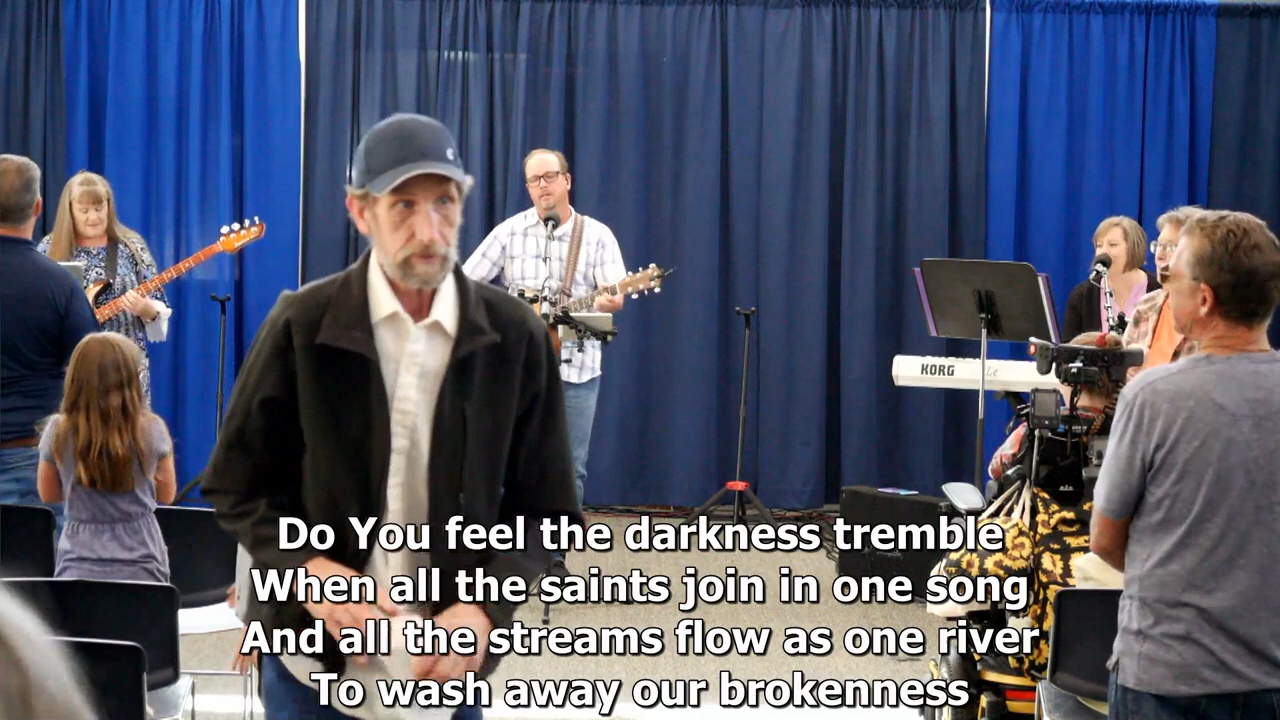 KORG
Le
Do You feel the darkness tremble
When all the saints join in one song
And all the streams flow as one river
To wash away our brokenness